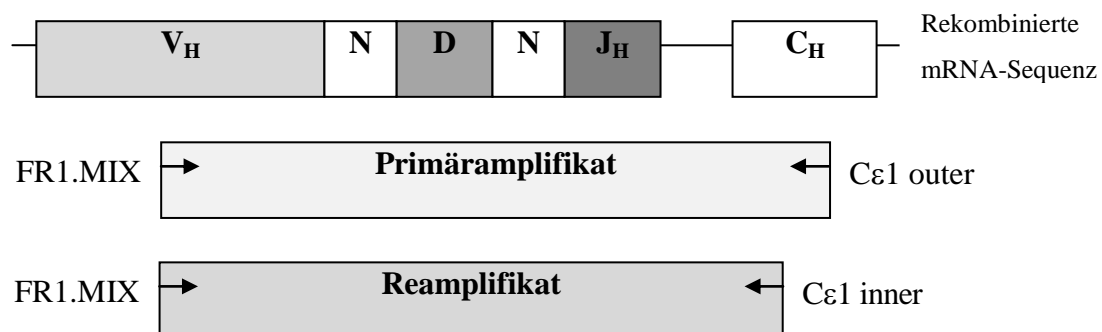 V_H N D N J_H C_H Rekombinierte
mRNA-Sequenz
FR1.MIX Primäramplifikat Cε1 outer
FR1.MIX Reamplifikat Cε1 inner